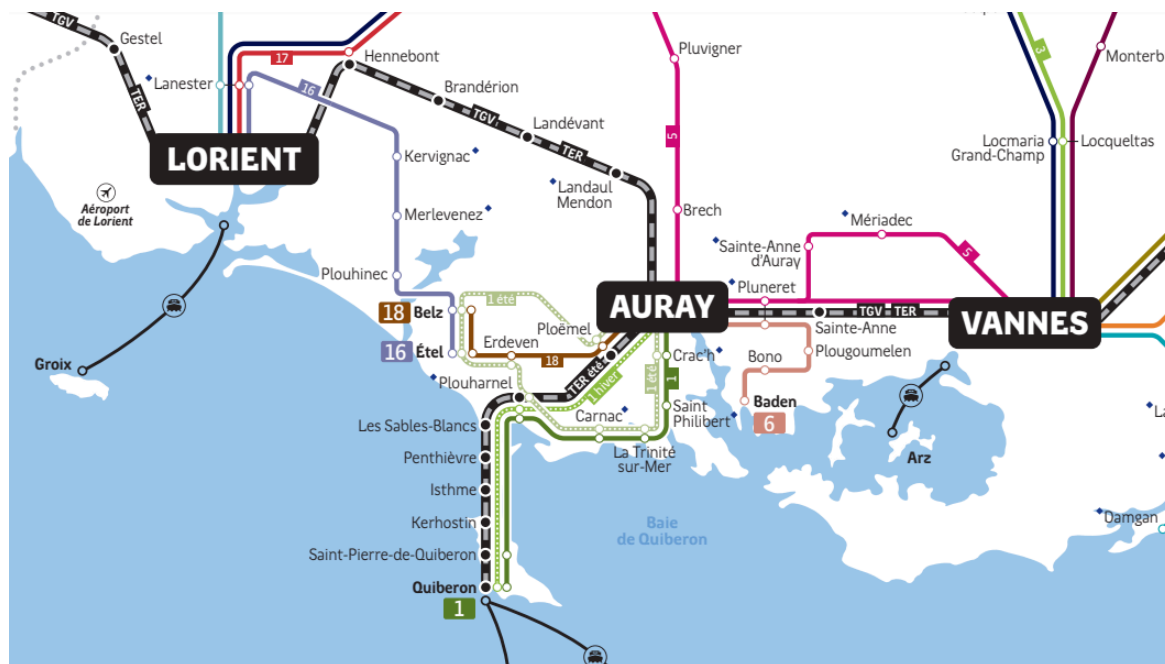 TGV
Gestel
TER
Lanester
17
16
Hennebont
Brandérion
TGV
Landévant
TER
Landaul
Mendon
LORIENT
Aéroport
de Lorient
Kervignac
Merlevenez
Plouhinec
Groix
Pluvigner
5
Brech
3
Monterb
Locmaria
Grand-Champ
Locqueltas
Mériadec
Sainte-Anne
d'Auray
5
Pluneret
AURAY
TGV
TER
VANNES
Sainte-Anne
Plougoumelen
Bono
Baden
6
Arz
18
Belz
16
Étel
1 été
Ploëmel
Erdeven
18
TER été
1 hiver
1 été
1
Crac'h
Plouharnel
Carnac
Saint
Philibert
La Trinité
sur-Mer
Les Sables-Blancs
Penthièvre
Isthme
Kerhostin
Saint-Pierre-de-Quiberon
Quiberon
1
Baie
de Quiberon
La
Damgan